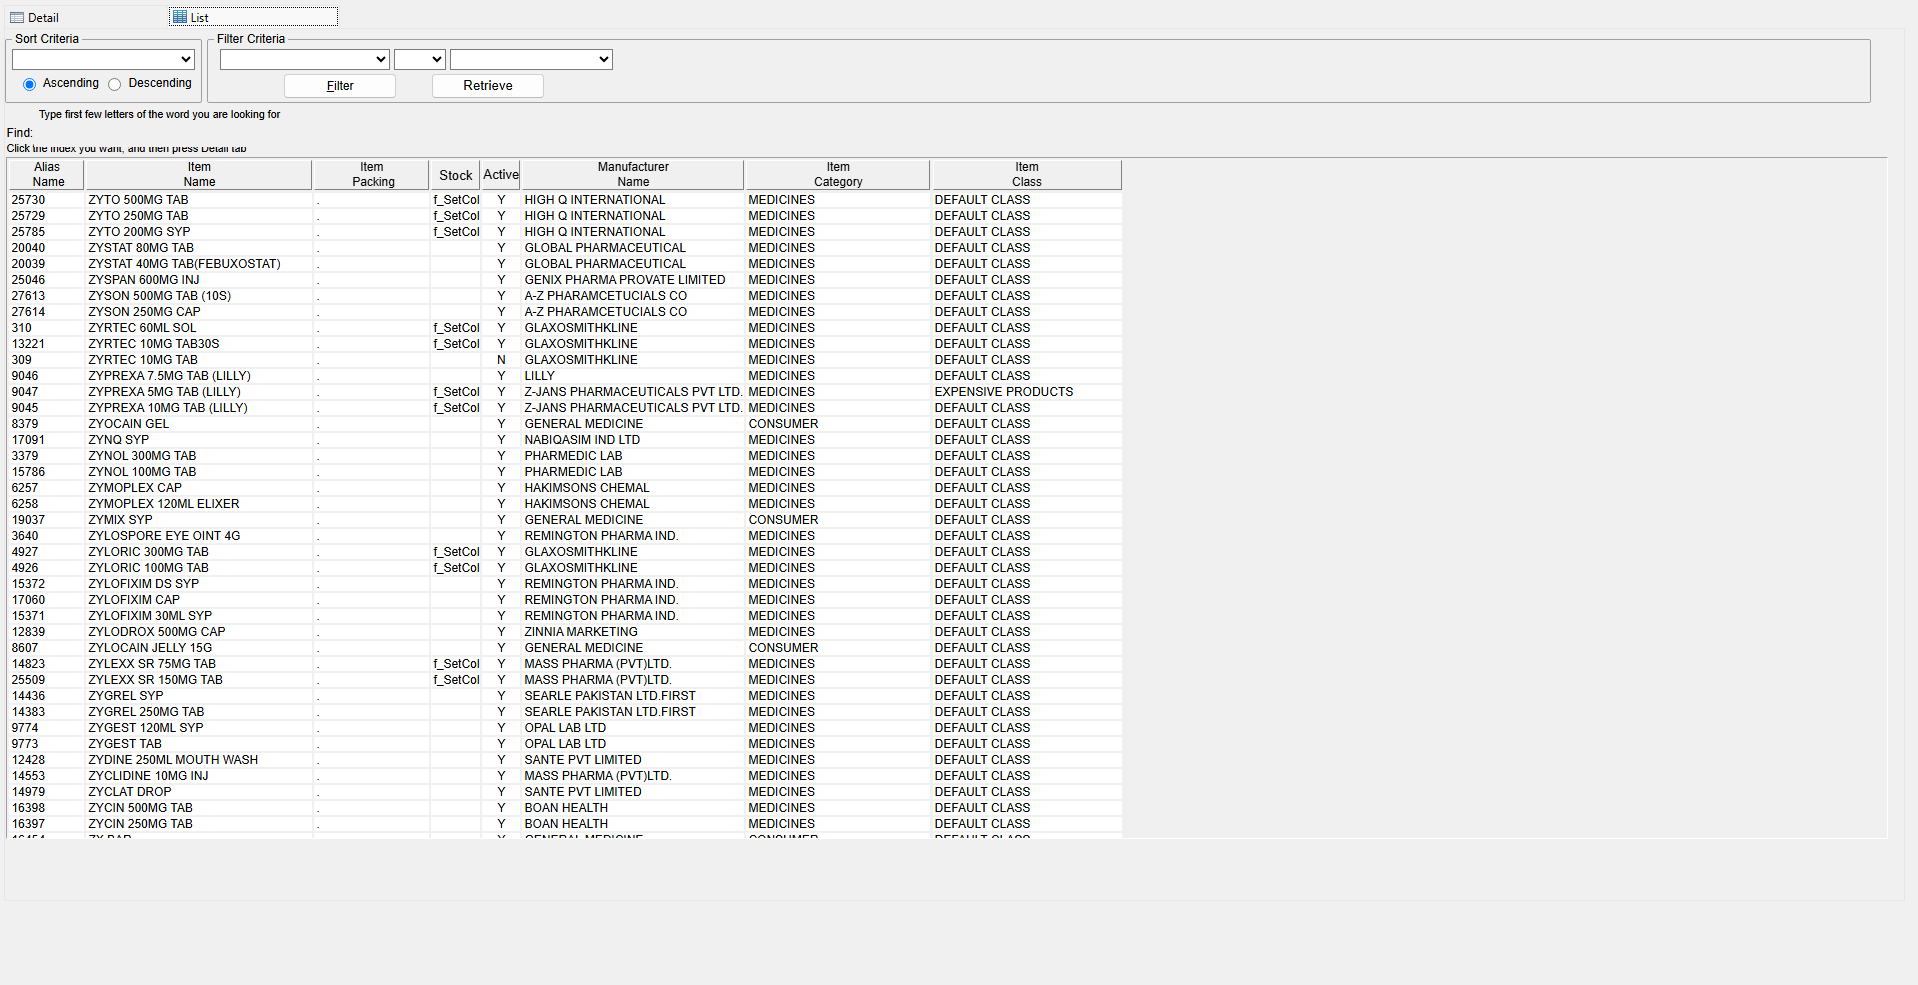 Detail List
Sort Criteria Filter Criteria
Ascending Descending Filter Retrieve
Type first few letters of the word you are looking for
Find:
Click the index you want, and then press Detail tab
Alias Name Item Name Item Packing Stock Active Manufacturer Name Item Category Item Class
25730 ZYTO 500MG TAB . f_SetCol Y HIGH Q INTERNATIONAL MEDICINES DEFAULT CLASS
25729 ZYTO 250MG TAB . f_SetCol Y HIGH Q INTERNATIONAL MEDICINES DEFAULT CLASS
25785 ZYTO 200MG SYP . f_SetCol Y HIGH Q INTERNATIONAL MEDICINES DEFAULT CLASS
20040 ZYSTAT 80MG TAB . Y GLOBAL PHARMACEUTICAL MEDICINES DEFAULT CLASS
20039 ZYSTAT 40MG TAB(FEBUXOSTAT) . Y GLOBAL PHARMACEUTICAL MEDICINES DEFAULT CLASS
25046 ZYSPAN 600MG INJ . Y GENIX PHARMA PROVATE LIMITED MEDICINES DEFAULT CLASS
27613 ZYSON 500MG TAB (10S) . Y A-Z PHARAMCETUCIALS CO MEDICINES DEFAULT CLASS
27614 ZYSON 250MG CAP . Y A-Z PHARAMCETUCIALS CO MEDICINES DEFAULT CLASS
310 ZYRTEC 60ML SOL . f_SetCol Y GLAXOSMITHKLINE MEDICINES DEFAULT CLASS
13221 ZYRTEC 10MG TAB30S . f_SetCol Y GLAXOSMITHKLINE MEDICINES DEFAULT CLASS
309 ZYRTEC 10MG TAB . N GLAXOSMITHKLINE MEDICINES DEFAULT CLASS
9046 ZYPREXA 7.5MG TAB (LILLY) . Y LILLY MEDICINES DEFAULT CLASS
9047 ZYPREXA 5MG TAB (LILLY) . f_SetCol Y Z-JANS PHARMACEUTICALS PVT LTD. MEDICINES EXPENSIVE PRODUCTS
9045 ZYPREXA 10MG TAB (LILLY) . f_SetCol Y Z-JANS PHARMACEUTICALS PVT LTD. MEDICINES DEFAULT CLASS
8379 ZYOCAIN GEL . Y GENERAL MEDICINE CONSUMER DEFAULT CLASS
17091 ZYNQ SYP . Y NABIQASIM IND LTD MEDICINES DEFAULT CLASS
3379 ZYNOL 300MG TAB . Y PHARMEDIC LAB MEDICINES DEFAULT CLASS
15786 ZYNOL 100MG TAB . Y PHARMEDIC LAB MEDICINES DEFAULT CLASS
6257 ZYMOPLEX CAP . Y HAKIMSONS CHEMAL MEDICINES DEFAULT CLASS
6258 ZYMOPLEX 120ML ELIXER . Y HAKIMSONS CHEMAL MEDICINES DEFAULT CLASS
19037 ZYMIX SYP . Y GENERAL MEDICINE CONSUMER DEFAULT CLASS
3640 ZYLOSPORE EYE OINT 4G . Y REMINGTON PHARMA IND. MEDICINES DEFAULT CLASS
4927 ZYLORIC 300MG TAB . f_SetCol Y GLAXOSMITHKLINE MEDICINES DEFAULT CLASS
4926 ZYLORIC 100MG TAB . f_SetCol Y GLAXOSMITHKLINE MEDICINES DEFAULT CLASS
15372 ZYLOFIXIM DS SYP . Y REMINGTON PHARMA IND. MEDICINES DEFAULT CLASS
17060 ZYLOFIXIM CAP . Y REMINGTON PHARMA IND. MEDICINES DEFAULT CLASS
15371 ZYLOFIXIM 30ML SYP . Y REMINGTON PHARMA IND. MEDICINES DEFAULT CLASS
12839 ZYLODROX 500MG CAP . Y ZINNIA MARKETING MEDICINES DEFAULT CLASS
8607 ZYLOCAIN JELLY 15G . Y GENERAL MEDICINE CONSUMER DEFAULT CLASS
14823 ZYLEXX SR 75MG TAB . f_SetCol Y MASS PHARMA (PVT)LTD. MEDICINES DEFAULT CLASS
25509 ZYLEXX SR 150MG TAB . f_SetCol Y MASS PHARMA (PVT)LTD. MEDICINES DEFAULT CLASS
14436 ZYGREL SYP . Y SEARLE PAKISTAN LTD.FIRST MEDICINES DEFAULT CLASS
14383 ZYGREL 250MG TAB . Y SEARLE PAKISTAN LTD.FIRST MEDICINES DEFAULT CLASS
9774 ZYGEST 120ML SYP . Y OPAL LAB LTD MEDICINES DEFAULT CLASS
9773 ZYGEST TAB . Y OPAL LAB LTD MEDICINES DEFAULT CLASS
12428 ZYDINE 250ML MOUTH WASH . Y SANTE PVT LIMITED MEDICINES DEFAULT CLASS
14553 ZYCLIDINE 10MG INJ . Y MASS PHARMA (PVT)LTD. MEDICINES DEFAULT CLASS
14979 ZYCLAT DROP . Y SANTE PVT LIMITED MEDICINES DEFAULT CLASS
16398 ZYCIN 500MG TAB . Y BOAN HEALTH MEDICINES DEFAULT CLASS
16397 ZYCIN 250MG TAB . Y BOAN HEALTH MEDICINES DEFAULT CLASS
Y GENERAL MEDICINE CONSUMER DEFAULT CLASS